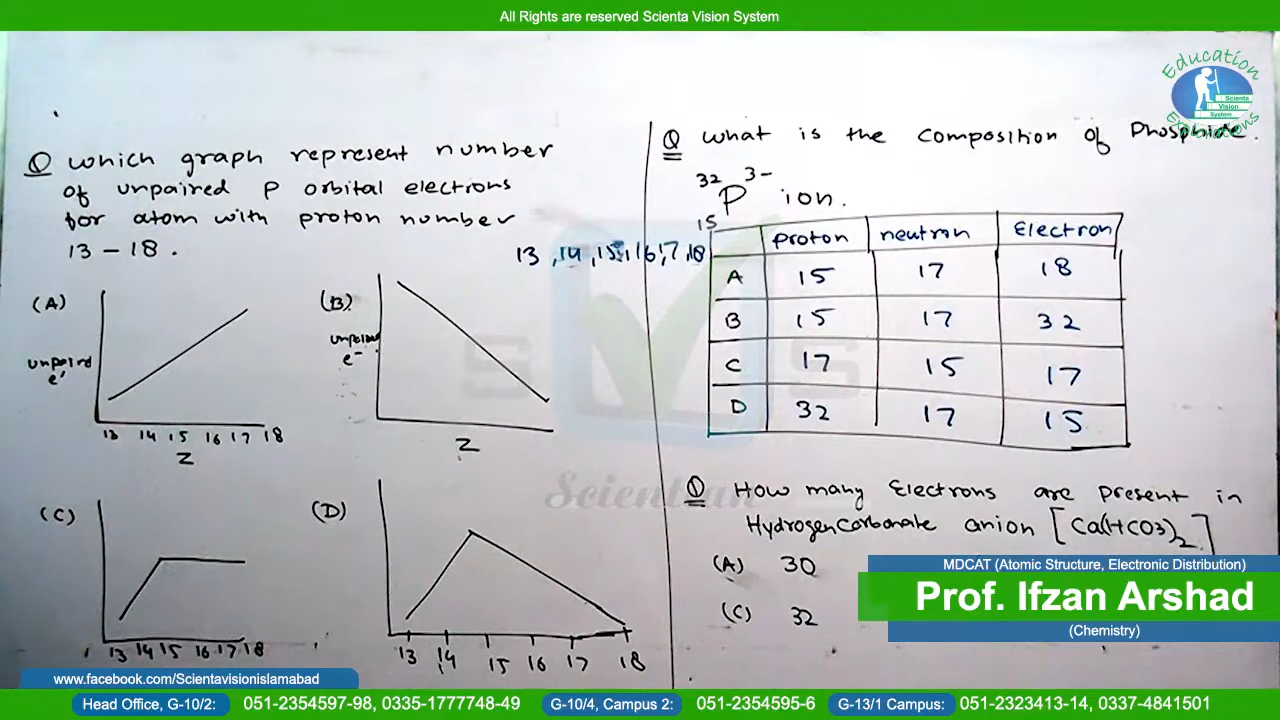 All Rights are reserved Scienta Vision System
Education
Scienta
Vision
System
Explorations
Q which graph represent number
of unpaired P orbital electrons
for atom with proton number
13 - 18 .
13 , 14 , 15 , 16 , 17 , 18
(A)
unpaired
e-
13 14 15 16 17 18
Z
(B)
unpaired
e-
Z
(C)
13 14 15 16 17 18
(D)
13 14 15 16 17 18
Q what is the composition of Phosphide.
32 P 3- ion.
15
proton neutron Electron
A 15 17 18
B 15 17 32
C 17 15 17
D 32 17 15
Q How many Electrons are present in
Hydrogencarbonate anion [Ca(HCO3)2]
(A) 30
(C) 32
S S
MDCAT (Atomic Structure, Electronic Distribution)
Prof. Ifzan Arshad
(Chemistry)
www.facebook.com/Scientavisionislamabad
Head Office, G-10/2: 051-2354597-98, 0335-1777748-49 G-10/4, Campus 2: 051-2354595-6 G-13/1 Campus: 051-2323413-14, 0337-4841501